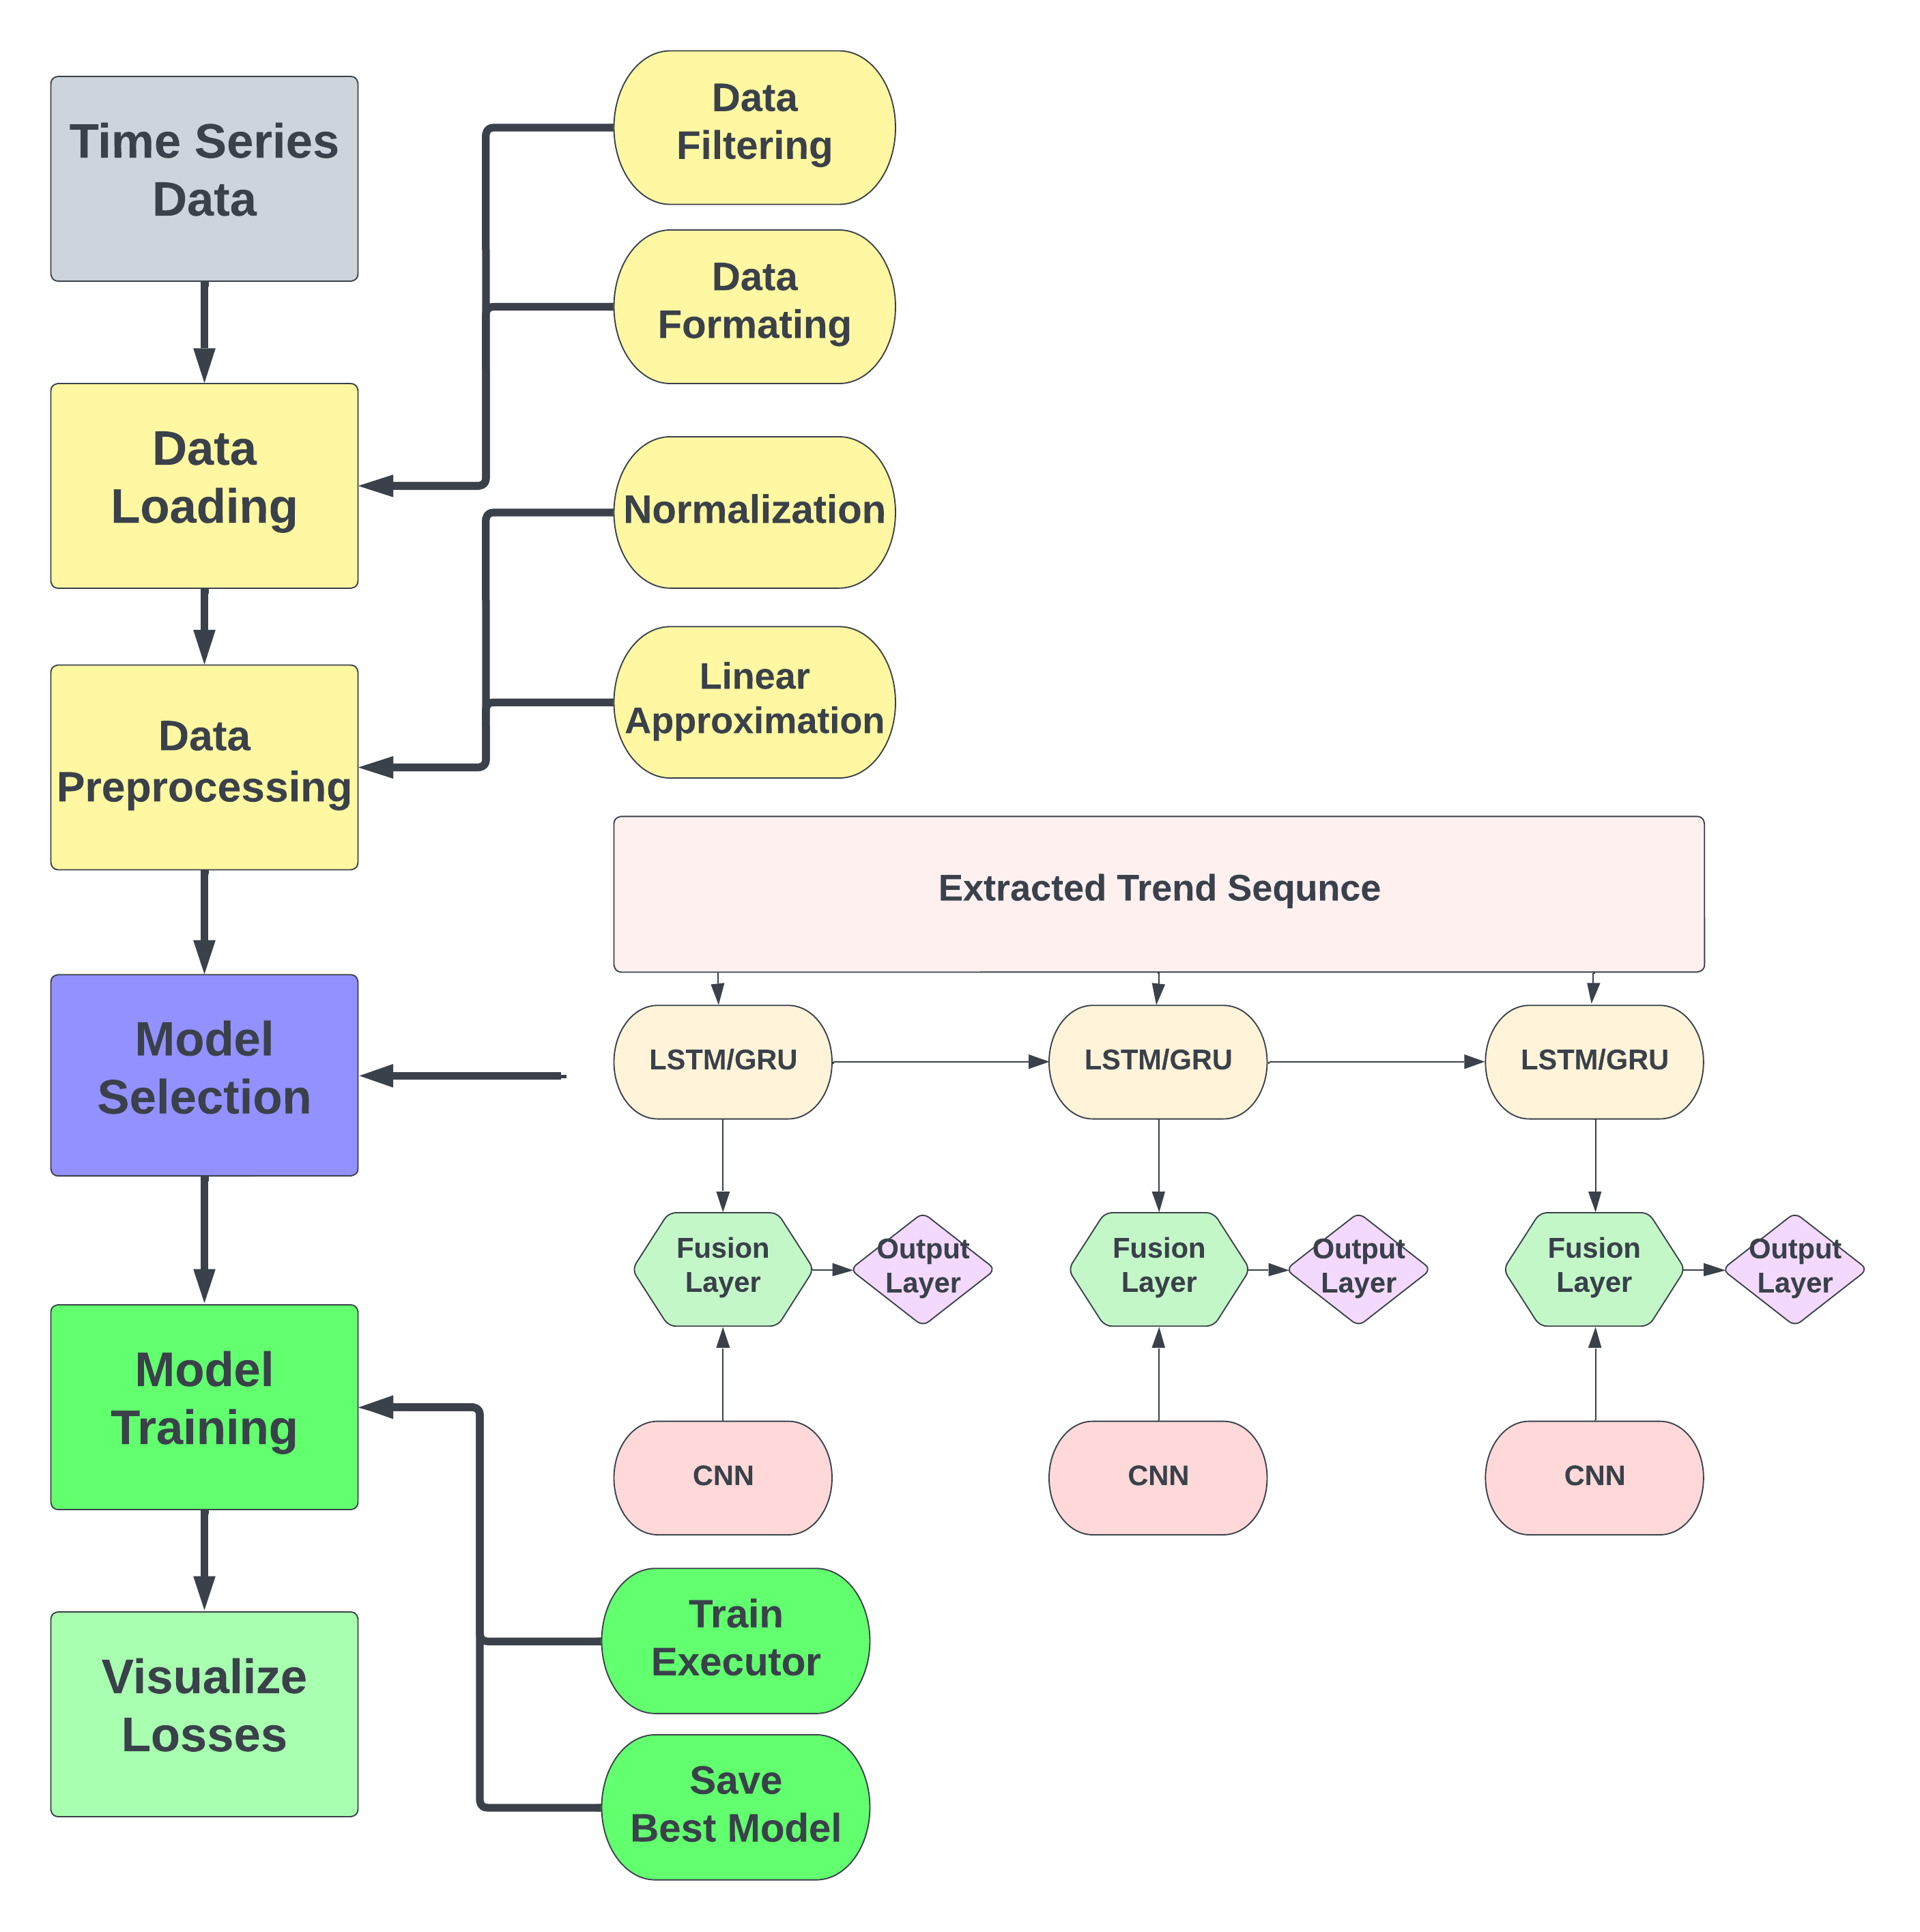 Time Series
Data
Data
Loading
Data
Preprocessing
Model
Selection
Model
Training
Visualize
Losses
Data
Filtering
Data
Formating
Normalization
Linear
Approximation
Extracted Trend Sequnce
LSTM/GRU
LSTM/GRU
LSTM/GRU
Fusion
Layer
Output
Layer
Fusion
Layer
Output
Layer
Fusion
Layer
Output
Layer
CNN
CNN
CNN
Train
Executor
Save
Best Model